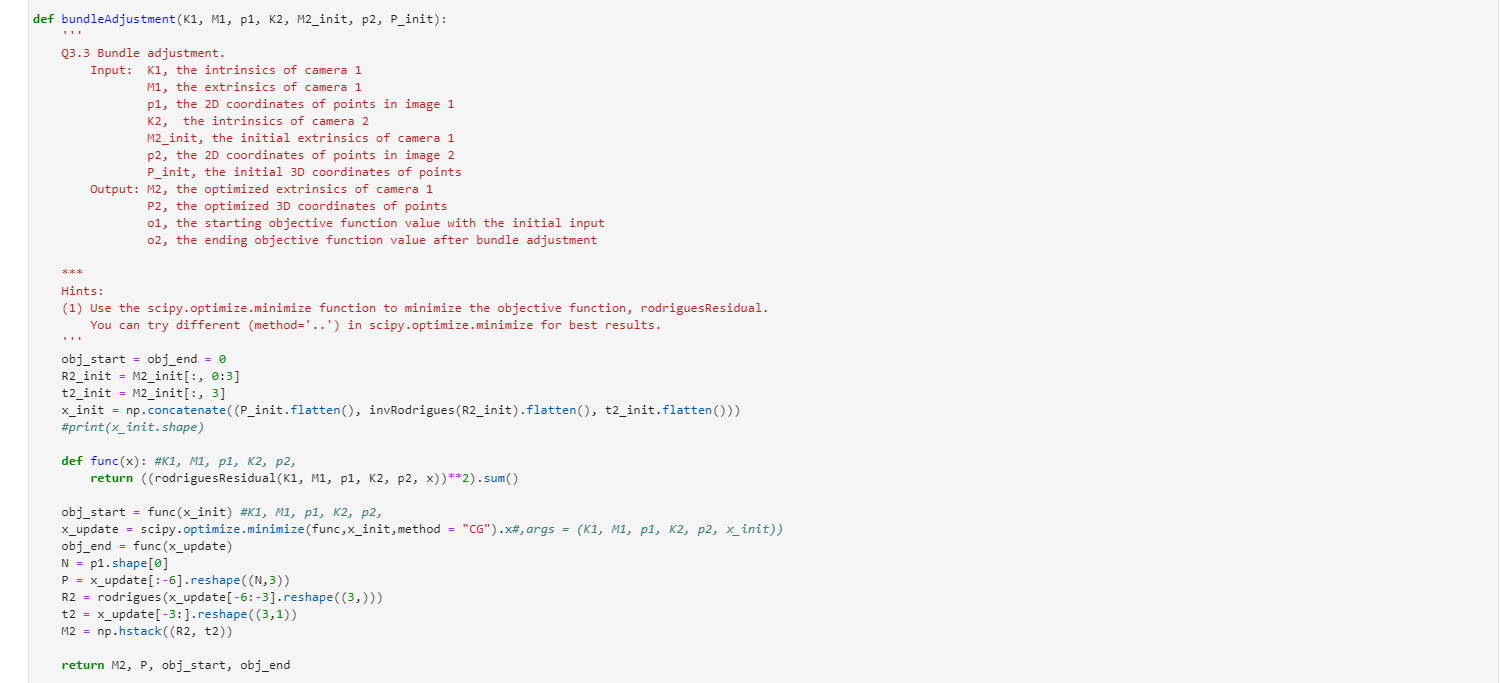 def bundleAdjustment(K1, M1, p1, K2, M2_init, p2, P_init):
    '''
    Q3.3 Bundle adjustment.
        Input:  K1, the intrinsics of camera 1
                M1, the extrinsics of camera 1
                p1, the 2D coordinates of points in image 1
                K2,  the intrinsics of camera 2
                M2_init, the initial extrinsics of camera 1
                p2, the 2D coordinates of points in image 2
                P_init, the initial 3D coordinates of points
        Output: M2, the optimized extrinsics of camera 1
                P2, the optimized 3D coordinates of points
                o1, the starting objective function value with the initial input
                o2, the ending objective function value after bundle adjustment

    ***
    Hints:
    (1) Use the scipy.optimize.minimize function to minimize the objective function, rodriguesResidual.
        You can try different (method='..') in scipy.optimize.minimize for best results.
    '''
    obj_start = obj_end = 0
    R2_init = M2_init[:, 0:3]
    t2_init = M2_init[:, 3]
    x_init = np.concatenate((P_init.flatten(), invRodrigues(R2_init).flatten(), t2_init.flatten()))
    #print(x_init.shape)

    def func(x): #K1, M1, p1, K2, p2,
        return ((rodriguesResidual(K1, M1, p1, K2, p2, x))**2).sum()

    obj_start = func(x_init) #K1, M1, p1, K2, p2,
    x_update = scipy.optimize.minimize(func,x_init,method = "CG").x#,args = (K1, M1, p1, K2, p2, x_init))
    obj_end = func(x_update)
    N = p1.shape[0]
    P = x_update[:-6].reshape((N,3))
    R2 = rodrigues(x_update[-6:-3].reshape((3,)))
    t2 = x_update[-3:].reshape((3,1))
    M2 = np.hstack((R2, t2))

    return M2, P, obj_start, obj_end